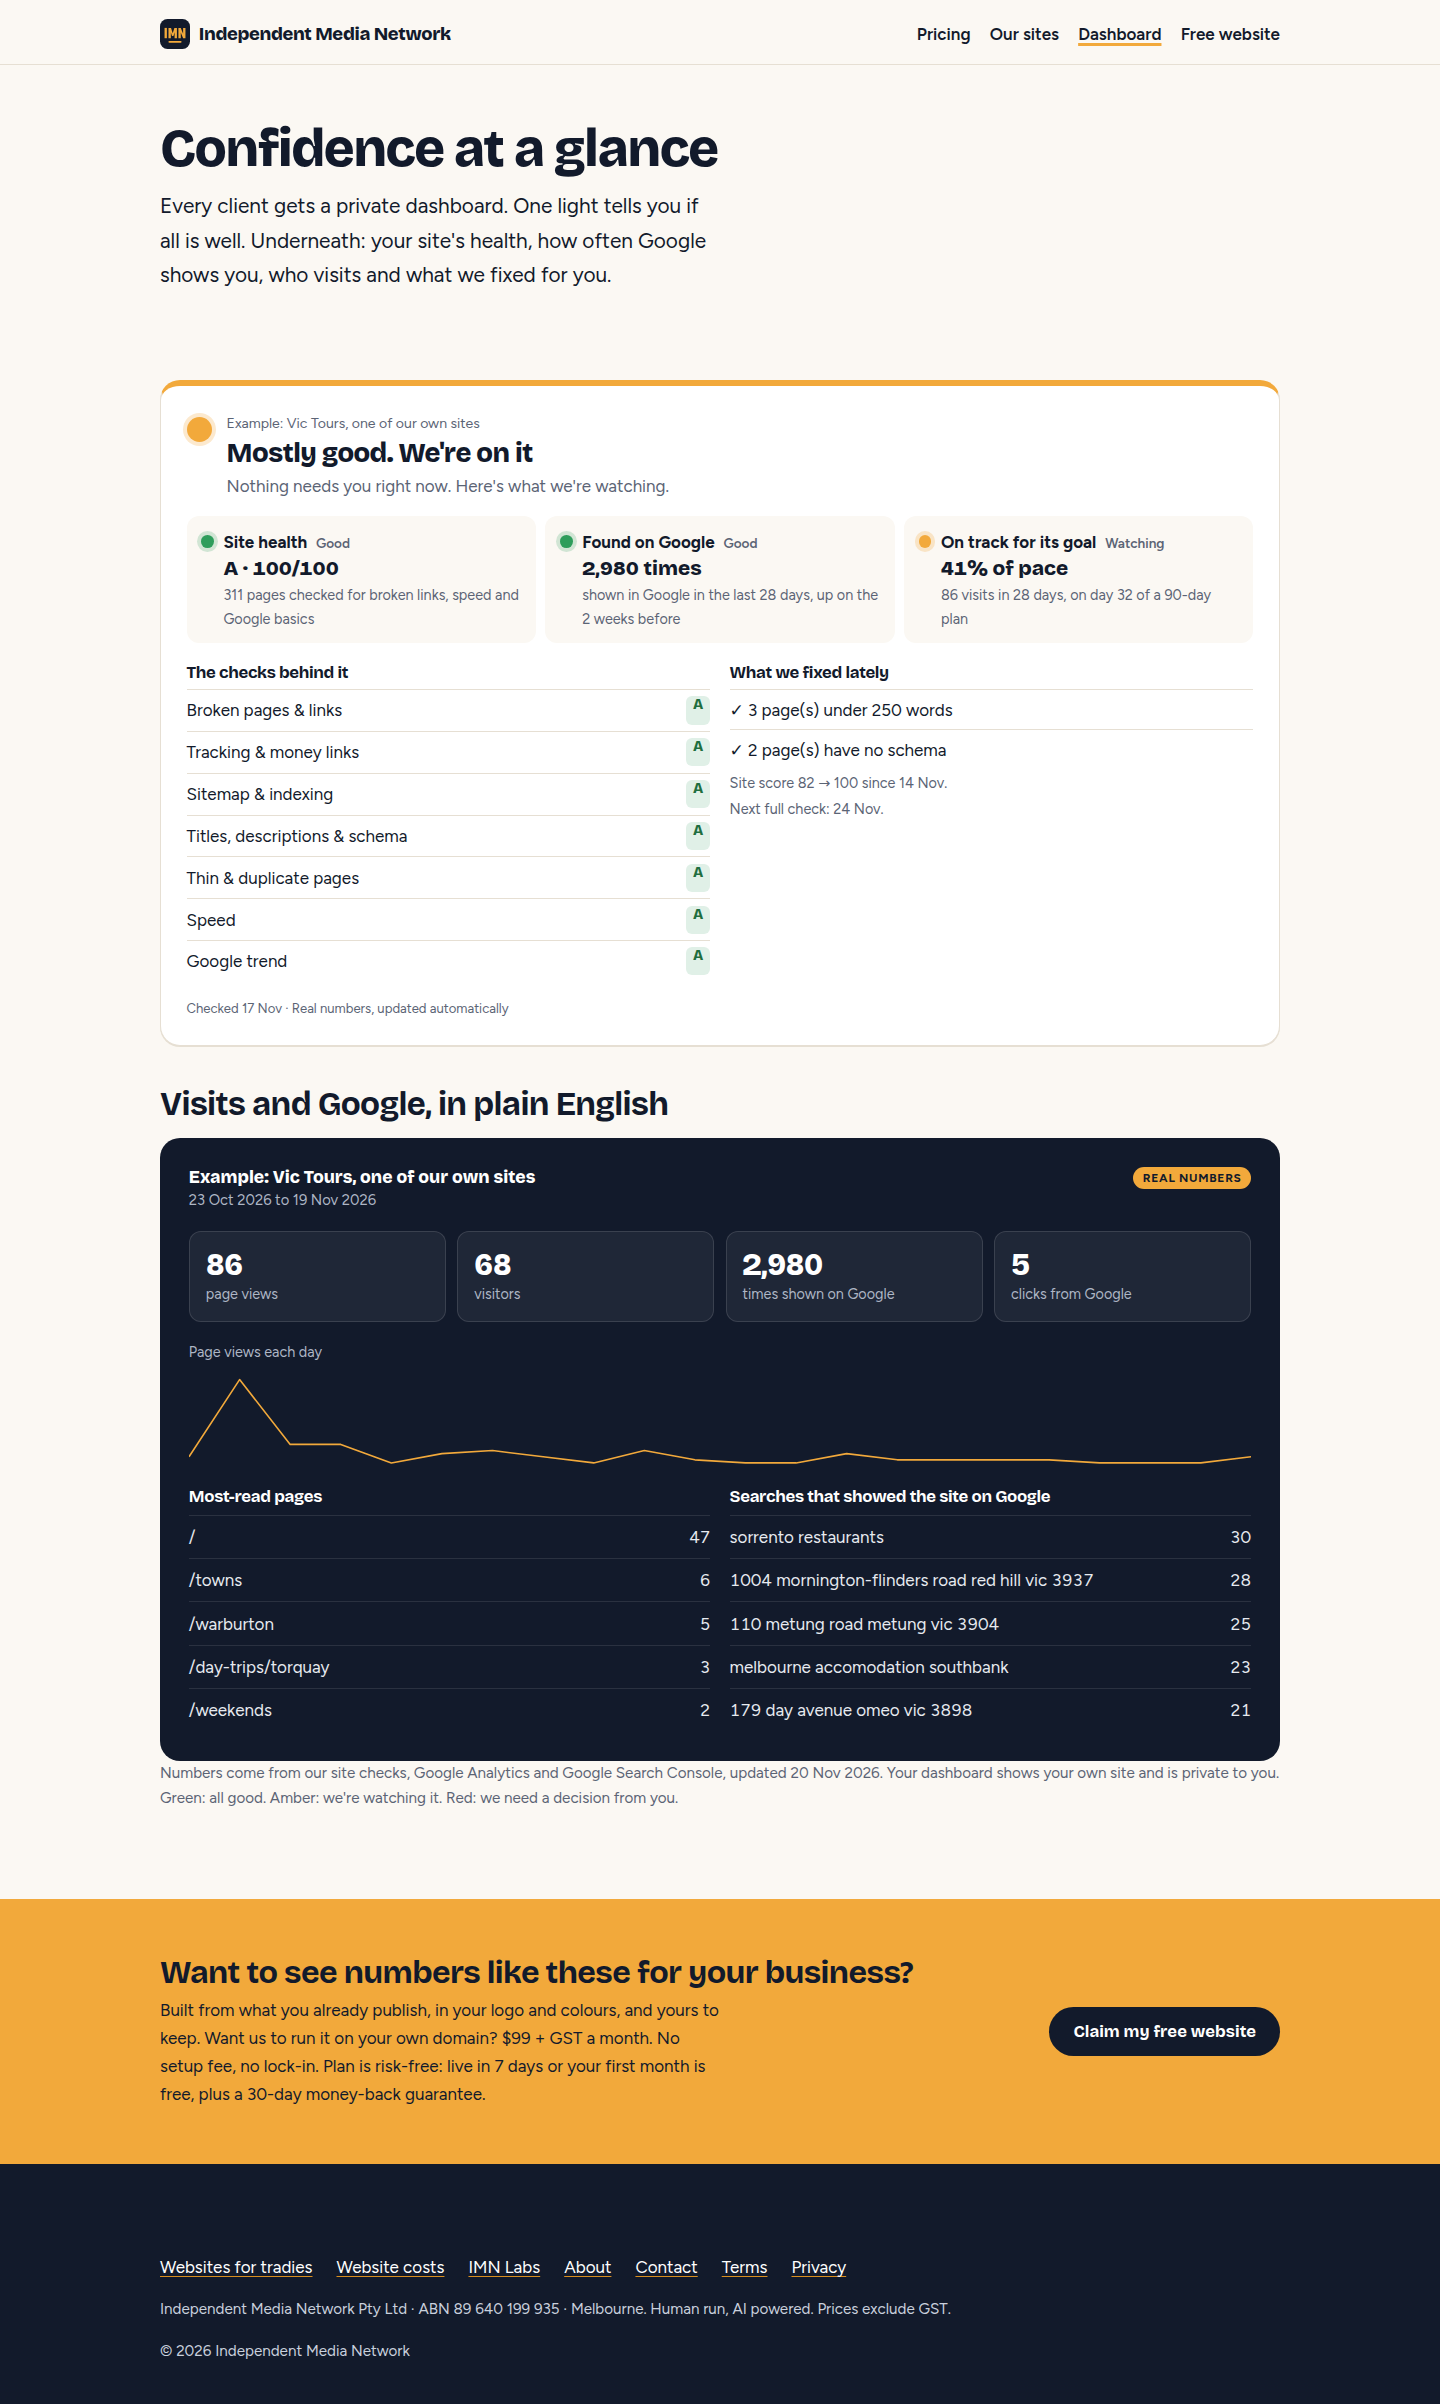 IMN Independent Media Network
Pricing Our sites Dashboard Free website
Confidence at a glance
Every client gets a private dashboard. One light tells you if
all is well. Underneath: your site's health, how often Google
shows you, who visits and what we fixed for you.
Example: Vic Tours, one of our own sites
Mostly good. We're on it
Nothing needs you right now. Here's what we're watching.
Site health Good
A · 100/100
311 pages checked for broken links, speed and
Google basics
Found on Google Good
2,980 times
shown in Google in the last 28 days, up on the
2 weeks before
On track for its goal Watching
41% of pace
86 visits in 28 days, on day 32 of a 90-day
plan
The checks behind it
Broken pages & links A
Tracking & money links A
Sitemap & indexing A
Titles, descriptions & schema A
Thin & duplicate pages A
Speed A
Google trend A
What we fixed lately
✓ 3 page(s) under 250 words
✓ 2 page(s) have no schema
Site score 82 → 100 since 14 Nov.
Next full check: 24 Nov.
Checked 17 Nov · Real numbers, updated automatically
Visits and Google, in plain English
Example: Vic Tours, one of our own sites
REAL NUMBERS
23 Oct 2026 to 19 Nov 2026
86
page views
68
visitors
2,980
times shown on Google
5
clicks from Google
Page views each day
Most-read pages
/ 47
/towns 6
/warburton 5
/day-trips/torquay 3
/weekends 2
Searches that showed the site on Google
sorrento restaurants 30
1004 mornington-flinders road red hill vic 3937 28
110 metung road metung vic 3904 25
melbourne accomodation southbank 23
179 day avenue omeo vic 3898 21
Numbers come from our site checks, Google Analytics and Google Search Console, updated 20 Nov 2026. Your dashboard shows your own site and is private to you.
Green: all good. Amber: we're watching it. Red: we need a decision from you.
Want to see numbers like these for your business?
Built from what you already publish, in your logo and colours, and yours to
keep. Want us to run it on your own domain? $99 + GST a month. No
setup fee, no lock-in. Plan is risk-free: live in 7 days or your first month is
free, plus a 30-day money-back guarantee.
Claim my free website
Websites for tradies Website costs IMN Labs About Contact Terms Privacy
Independent Media Network Pty Ltd · ABN 89 640 199 935 · Melbourne. Human run, AI powered. Prices exclude GST.
© 2026 Independent Media Network